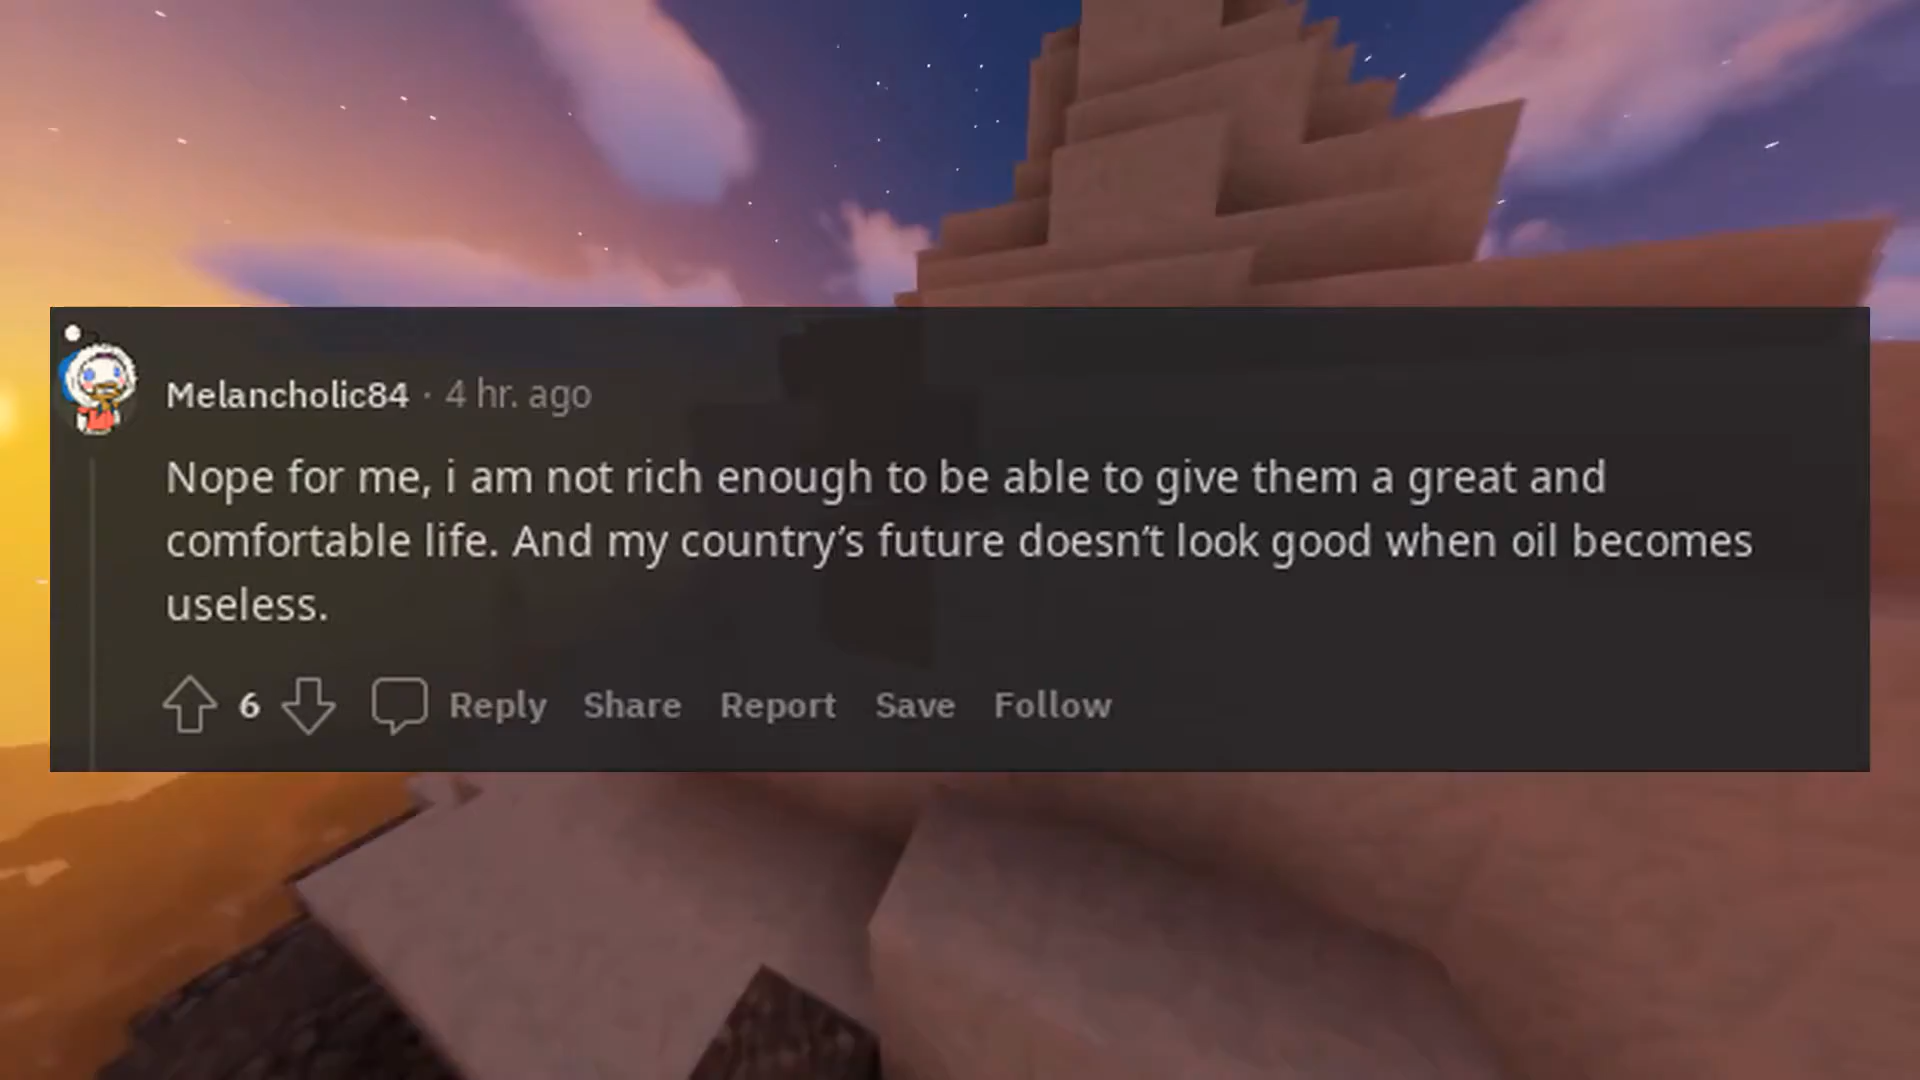 Melancholic84 · 4 hr. ago
Nope for me, i am not rich enough to be able to give them a great and
comfortable life. And my country’s future doesn’t look good when oil becomes
useless.
6 Reply Share Report Save Follow